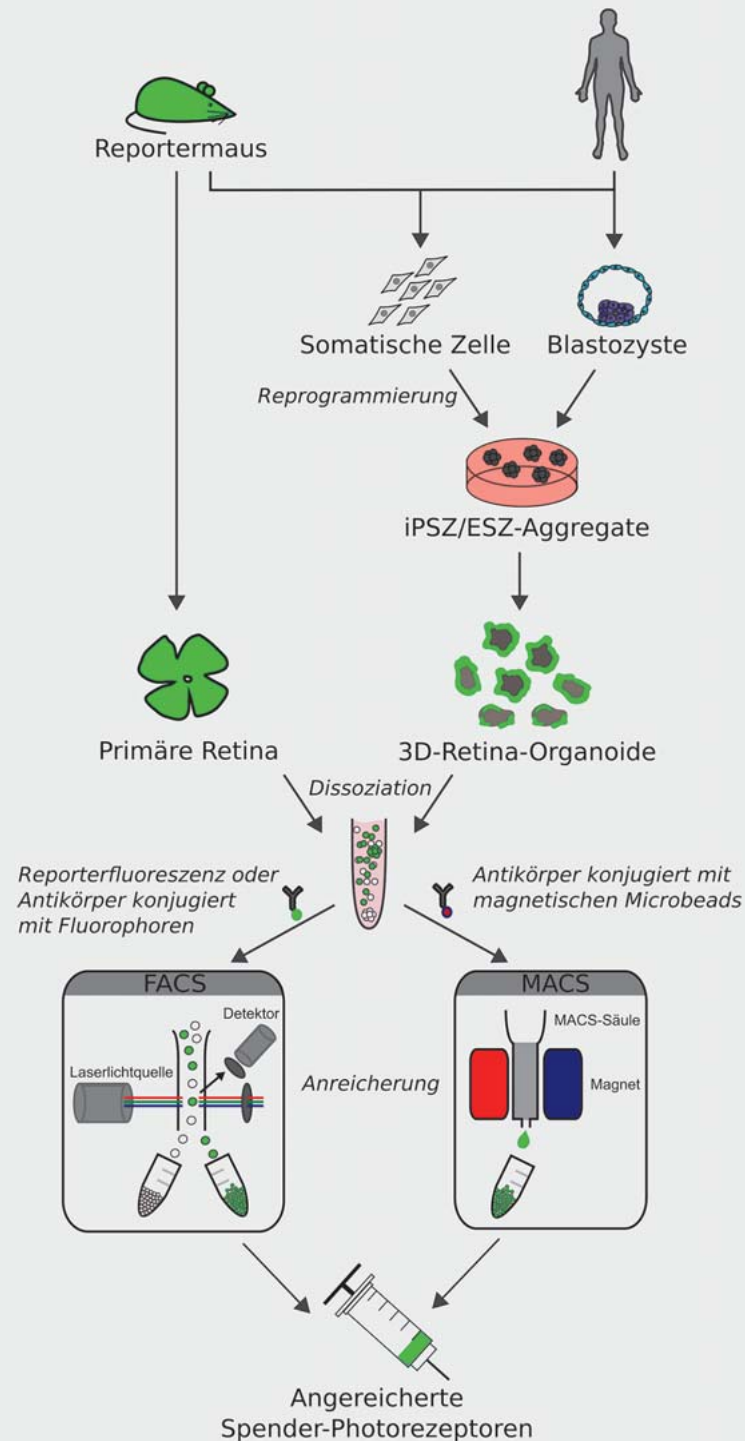 Reportermaus
Somatische Zelle
Blastozyste
Reprogrammierung
iPSZ/ESZ-Aggregate
Primäre Retina
3D-Retina-Organoide
Dissoziation
Reporterfluoreszenz oder
Antikörper konjugiert
mit Fluorophoren
Antikörper konjugiert mit
magnetischen Microbeads
FACS
Detektor
Laserlichtquelle
Anreicherung
MACS
MACS-Säule
Magnet
Angereicherte
Spender-Photorezeptoren